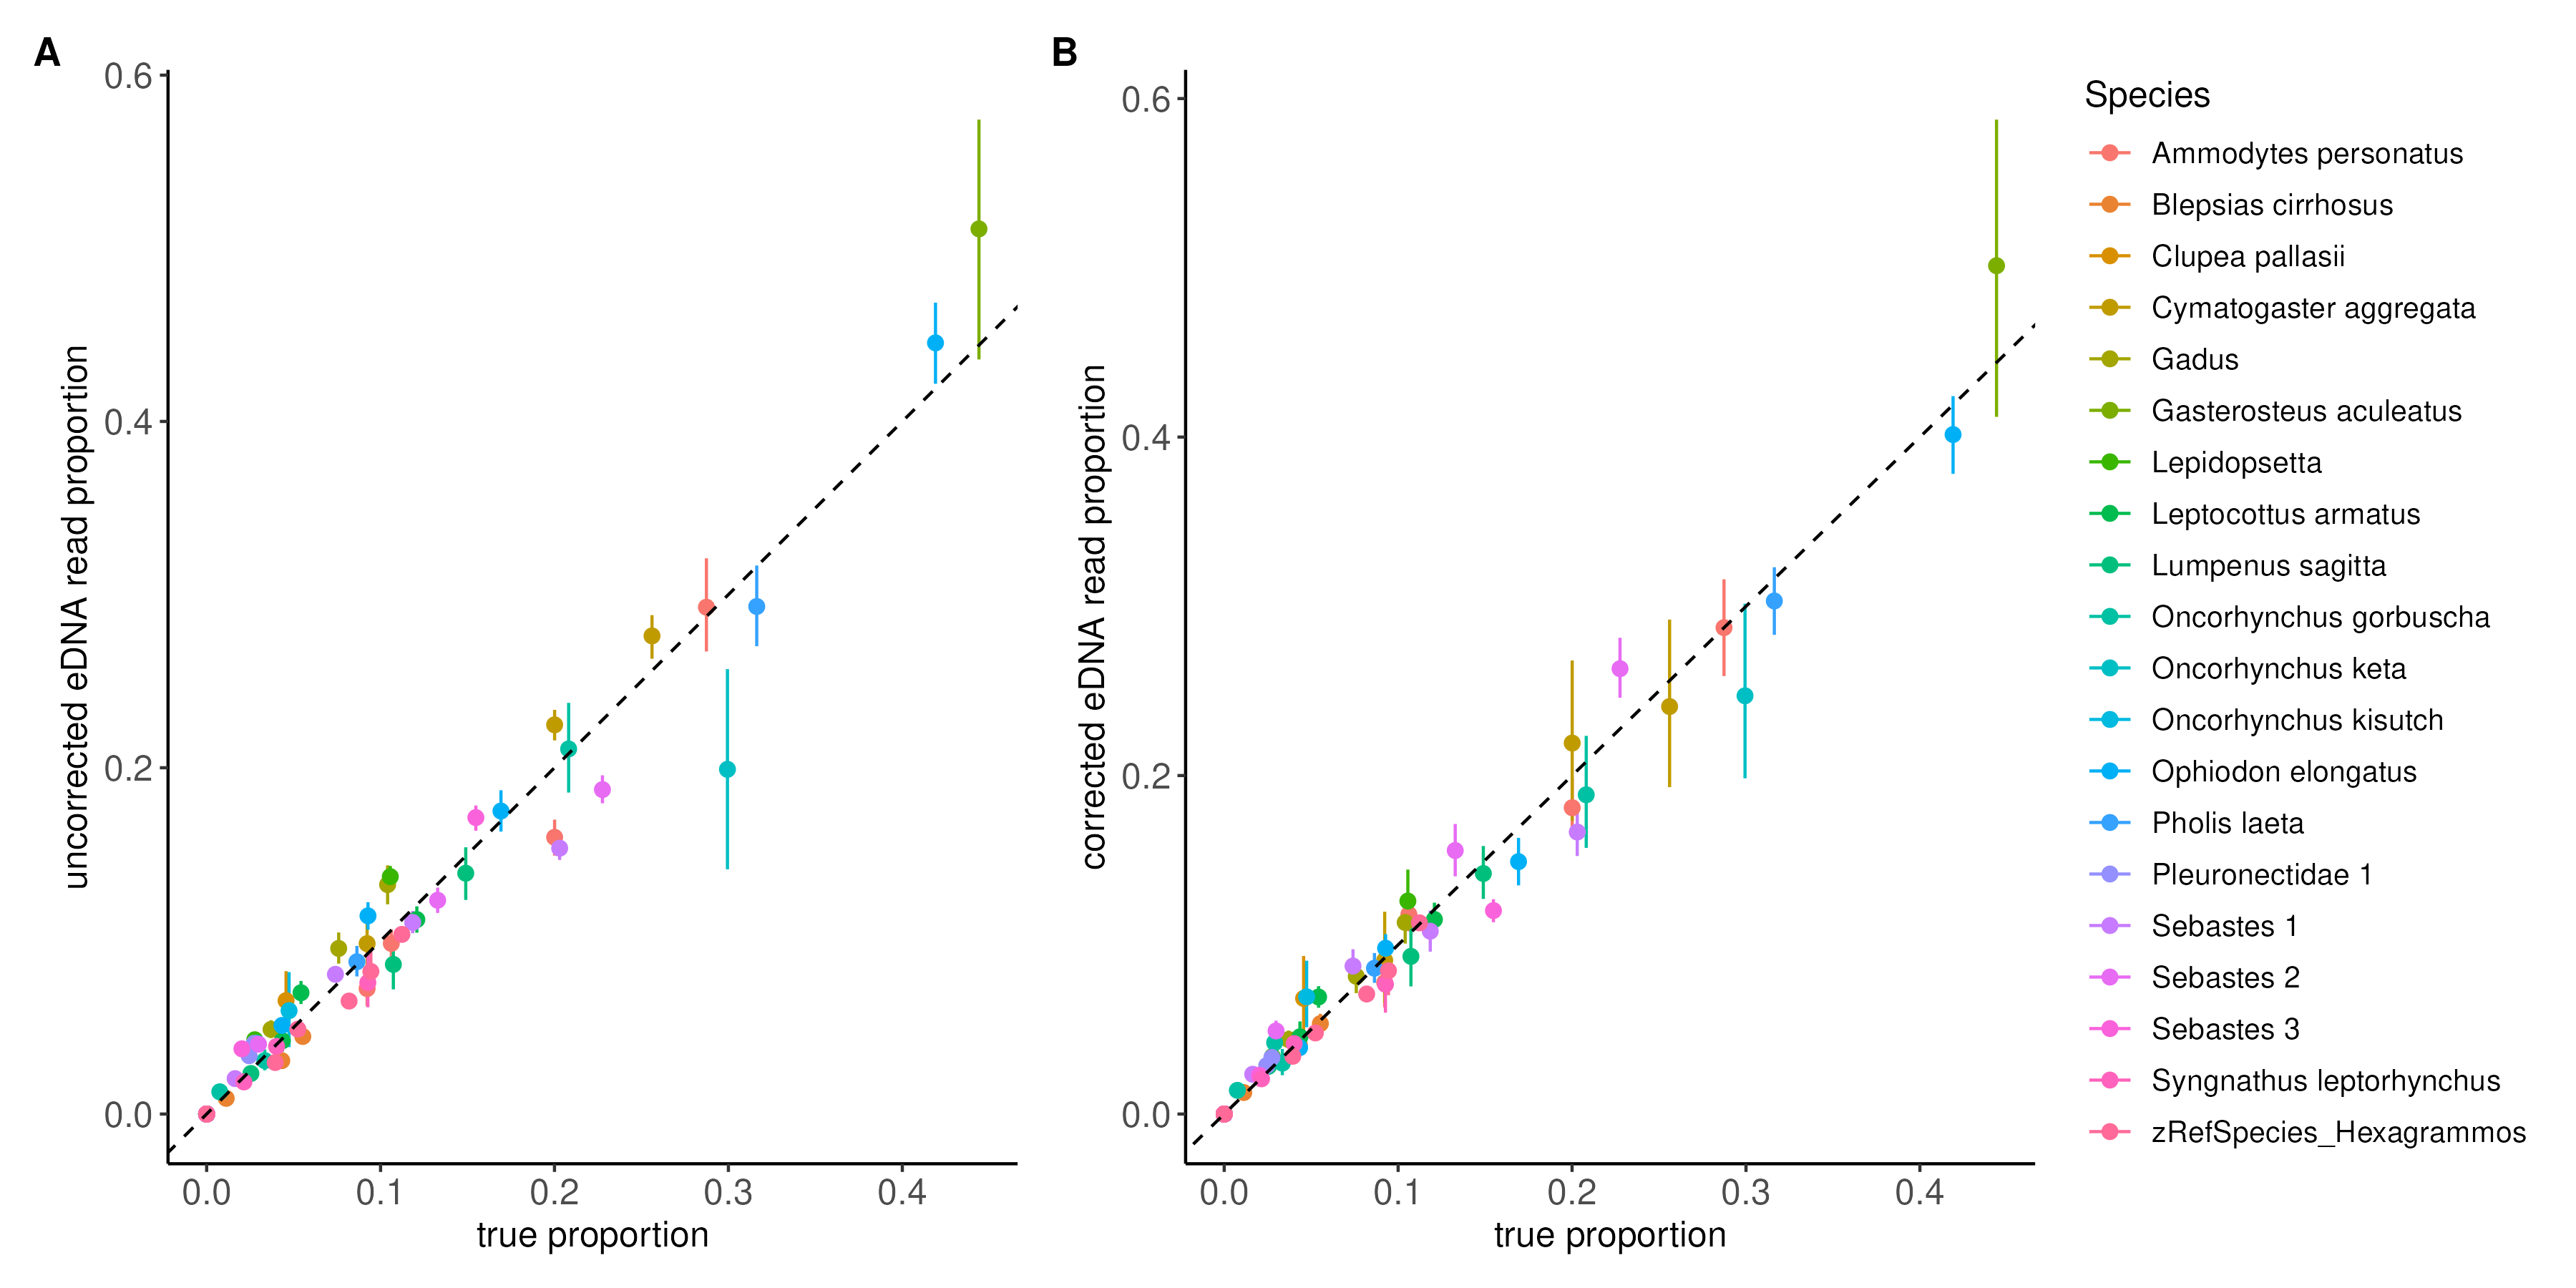 A
0.6
0.4
0.2
0.0
uncorrected eDNA read proportion
0.0 0.1 0.2 0.3 0.4
true proportion
B
0.6
0.4
0.2
0.0
corrected eDNA read proportion
0.0 0.1 0.2 0.3 0.4
true proportion
Species
Ammodytes personatus
Blepsias cirrhosus
Clupea pallasii
Cymatogaster aggregata
Gadus
Gasterosteus aculeatus
Lepidopsetta
Leptocottus armatus
Lumpenus sagitta
Oncorhynchus gorbuscha
Oncorhynchus keta
Oncorhynchus kisutch
Ophiodon elongatus
Pholis laeta
Pleuronectidae 1
Sebastes 1
Sebastes 2
Sebastes 3
Syngnathus leptorhynchus
zRefSpecies_Hexagrammos